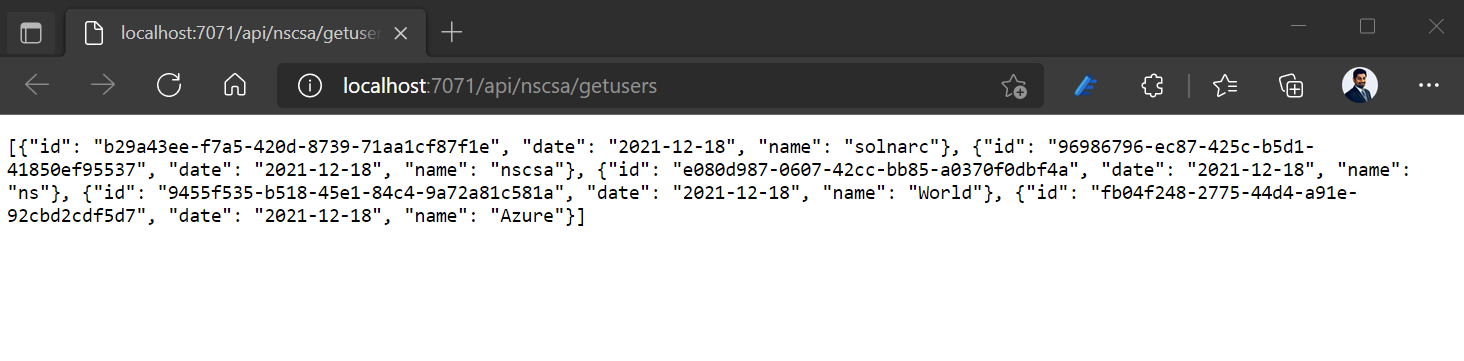 localhost:7071/api/nscsa/getuser
localhost:7071/api/nscsa/getusers
[{"id": "b29a43ee-f7a5-420d-8739-71aa1cf87f1e", "date": "2021-12-18", "name": "solnarc"}, {"id": "96986796-ec87-425c-b5d1-
41850ef95537", "date": "2021-12-18", "name": "nscsa"}, {"id": "e080d987-0607-42cc-bb85-a0370f0dbf4a", "date": "2021-12-18", "name":
"ns"}, {"id": "9455f535-b518-45e1-84c4-9a72a81c581a", "date": "2021-12-18", "name": "World"}, {"id": "fb04f248-2775-44d4-a91e-
92cbd2cdf5d7", "date": "2021-12-18", "name": "Azure"}]